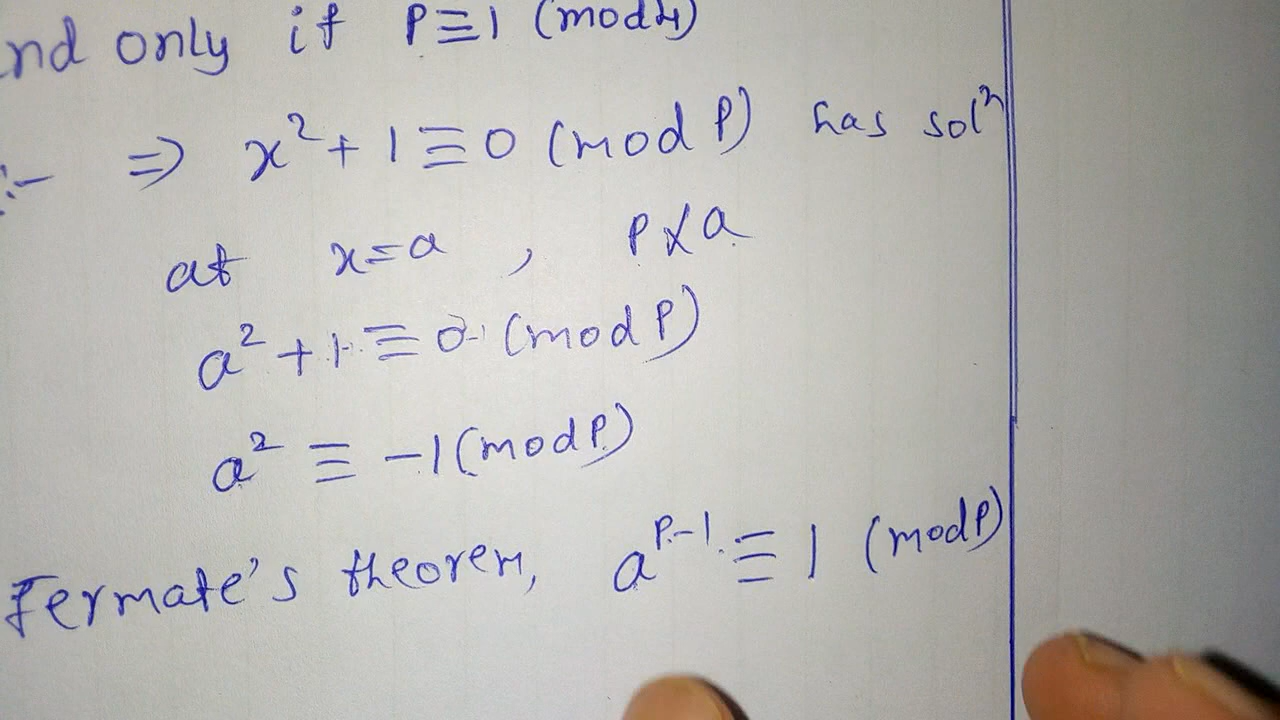 nd only if P≡1 (mod4)
:- ⇒ x²+1≡0 (mod P) has solⁿ
at x=a , P∤a
a²+1≡0 (mod P)
a² ≡ -1(mod P)
Fermate's theorem, a^{P-1} ≡ 1 (mod P)